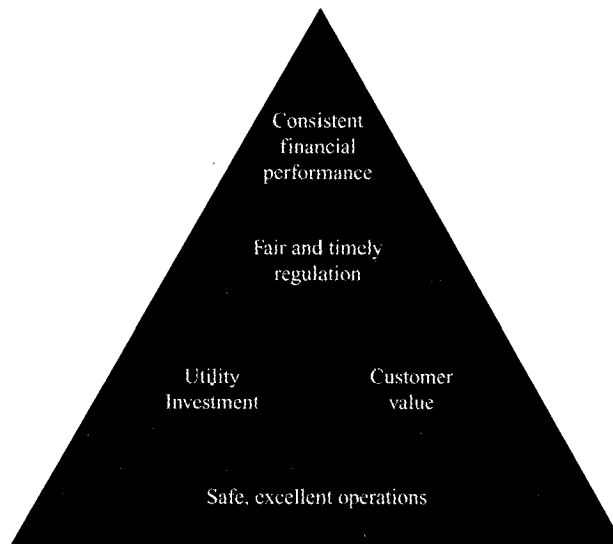 Consistent
financial
performance
Fair and timely
regulation
Utility
Investment
Customer
value
Safe, excellent operations